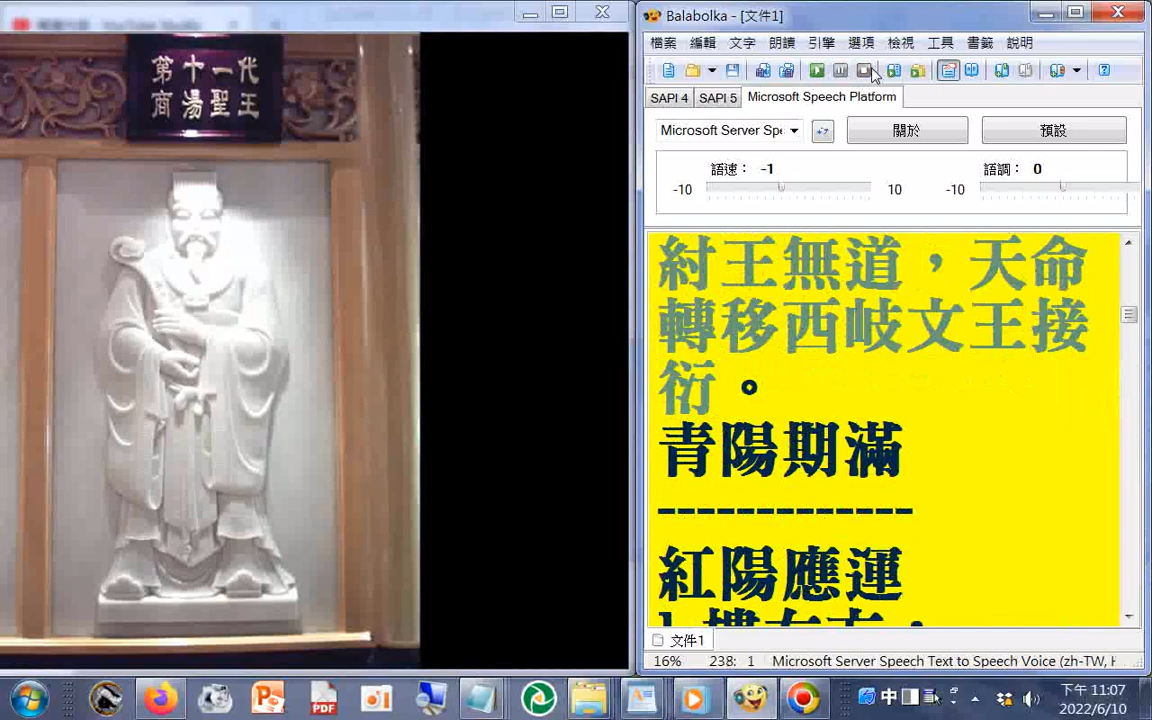 第十一代
商湯聖王
Balabolka - [文件1]
檔案 編輯 文字 朗讀 引擎 選項 檢視 工具 書籤 說明
SAPI 4 SAPI 5 Microsoft Speech Platform
Microsoft Server Spe 關於 預設
語速： -1 語調： 0
-10 10 -10
紂王無道，天命
轉移西岐文王接
衍。
青陽期滿
-------------
紅陽應運
文件1
16% 238: 1 Microsoft Server Speech Text to Speech Voice (zh-TW, H
中
下午 11:07
2022/6/10